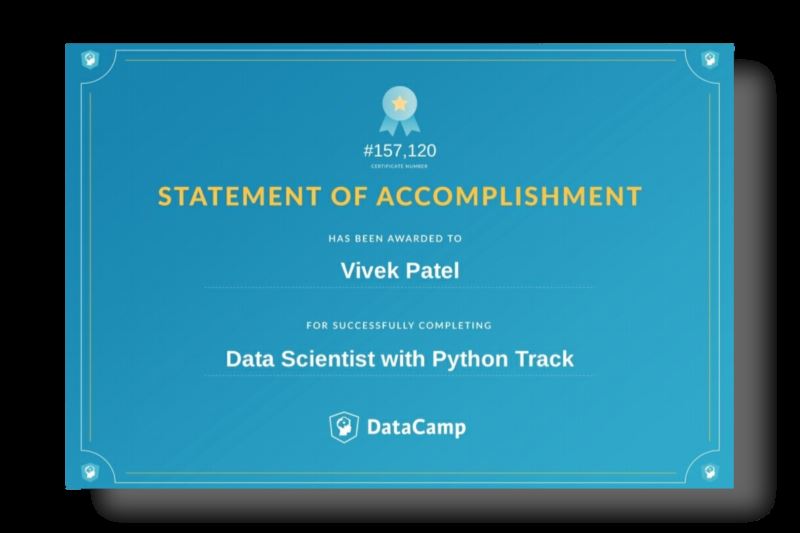 #157,120
CERTIFICATE NUMBER
STATEMENT OF ACCOMPLISHMENT
HAS BEEN AWARDED TO
Vivek Patel
FOR SUCCESSFULLY COMPLETING
Data Scientist with Python Track
DataCamp